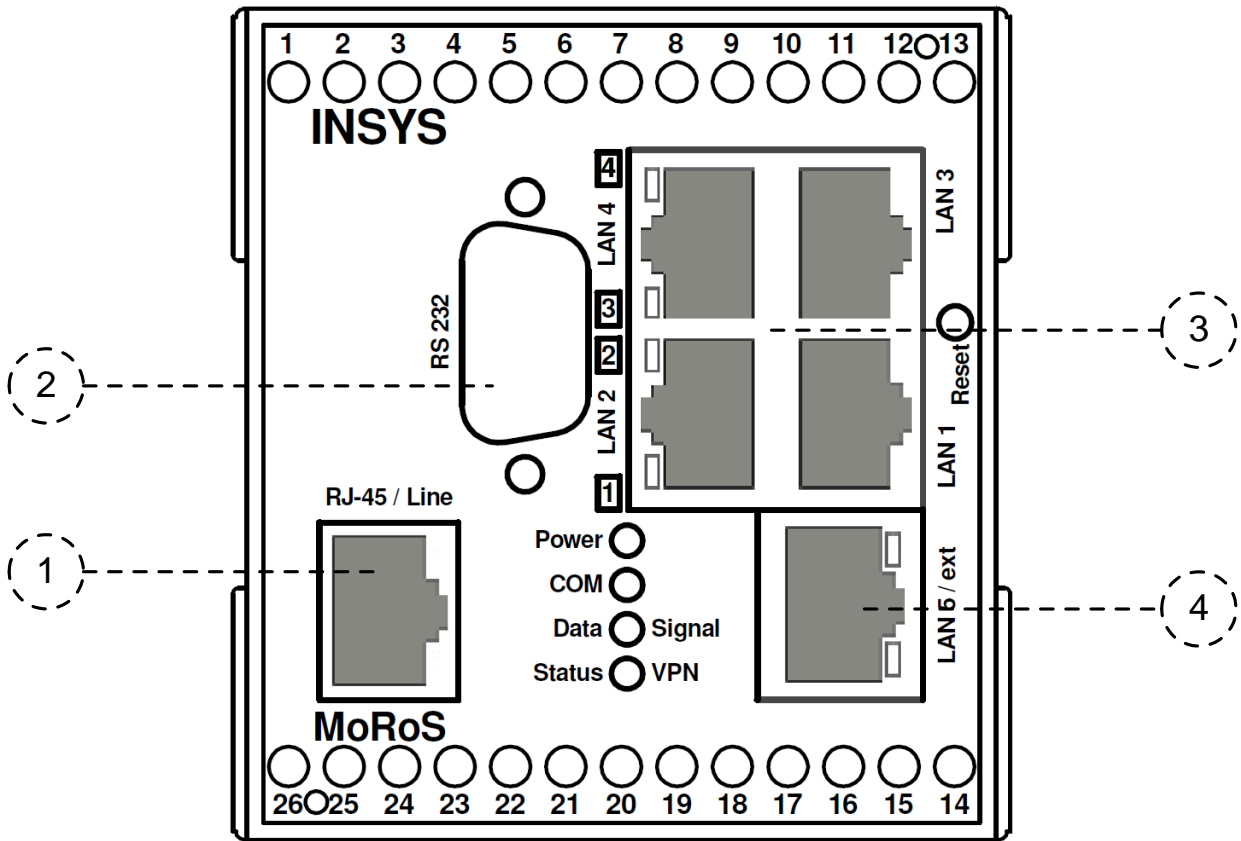 1 2 3 4 5 6 7 8 9 10 11 12 13
INSYS
4
LAN 4
LAN 3
3
RS 232
3
2
2
Reset
LAN 2
LAN 1
1
RJ-45 / Line
Power
COM
1
LAN 5 / ext
4
Data Signal
Status VPN
MoRoS
26 25 24 23 22 21 20 19 18 17 16 15 14